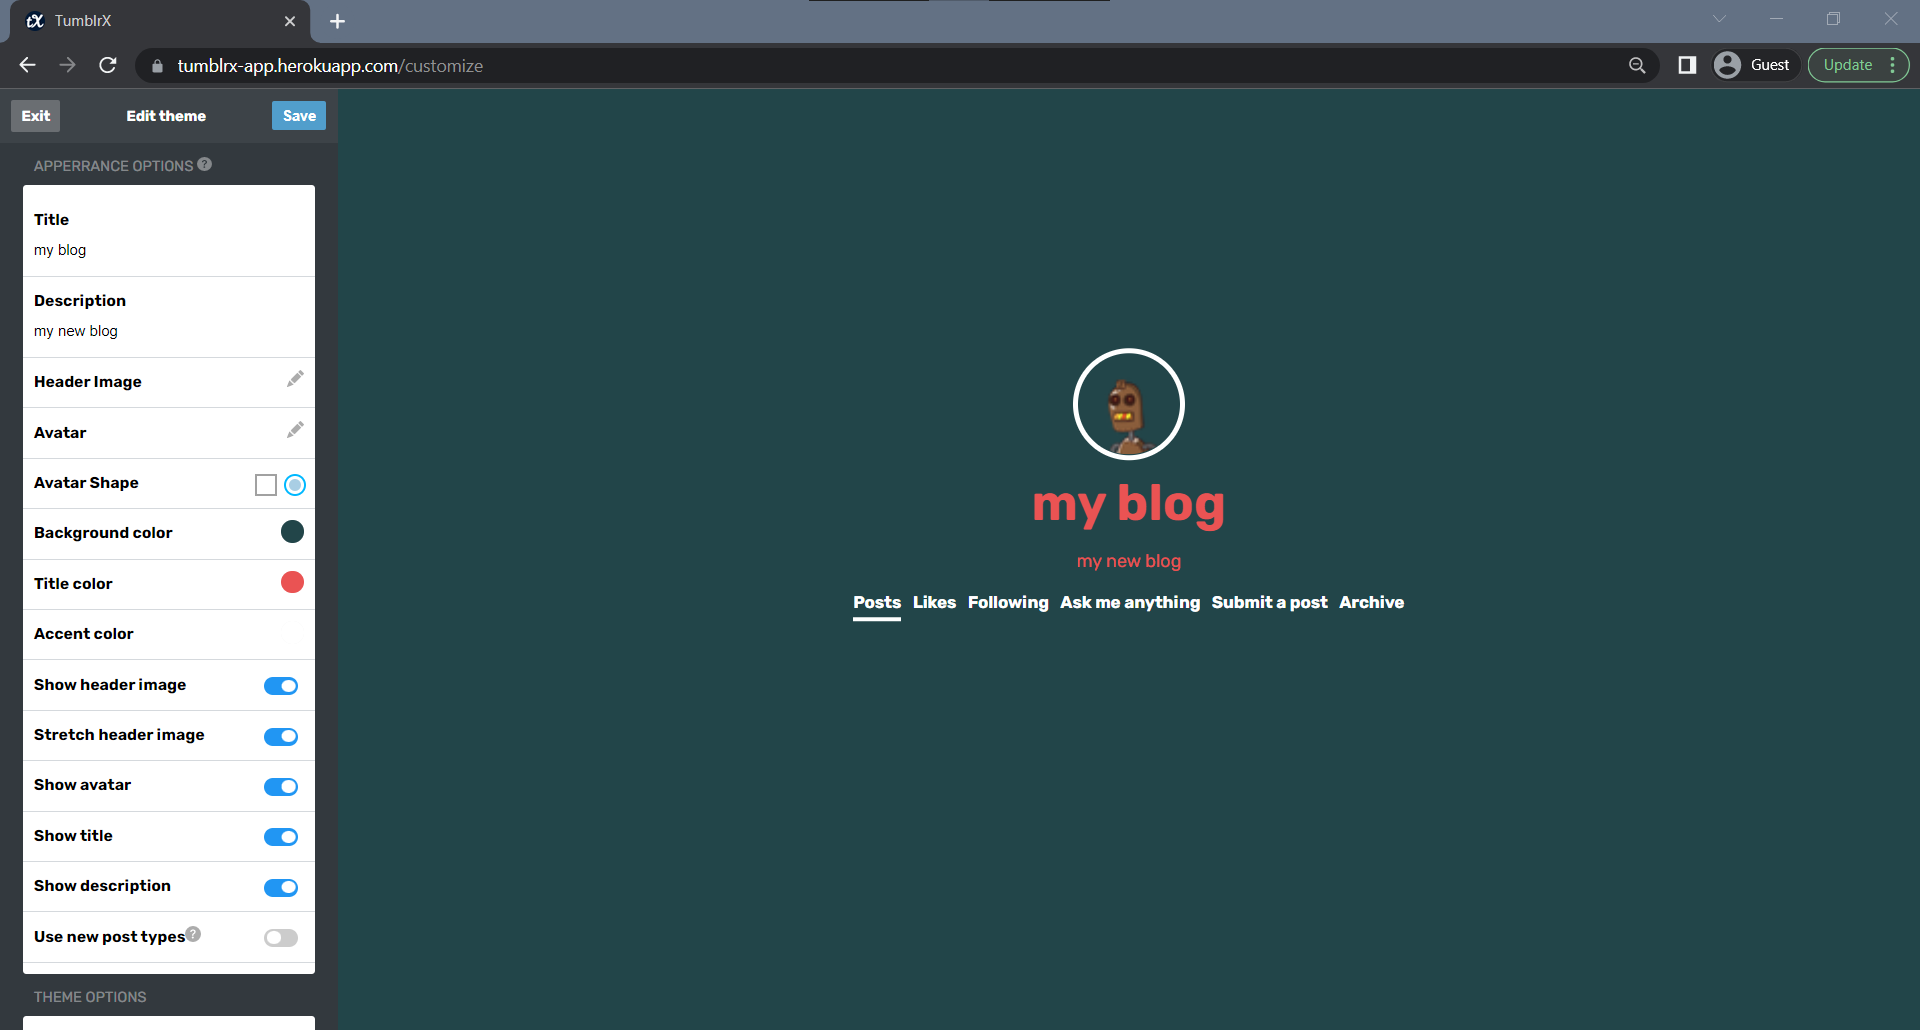 TumblrX
tumblrx-app.herokuapp.com/customize
Guest
Update
Exit
Edit theme
Save
APPERRANCE OPTIONS ?
Title
my blog
Description
my new blog
Header Image
Avatar
Avatar Shape
Background color
Title color
Accent color
Show header image
Stretch header image
Show avatar
Show title
Show description
Use new post types ?
THEME OPTIONS
my blog
my new blog
Posts Likes Following Ask me anything Submit a post Archive